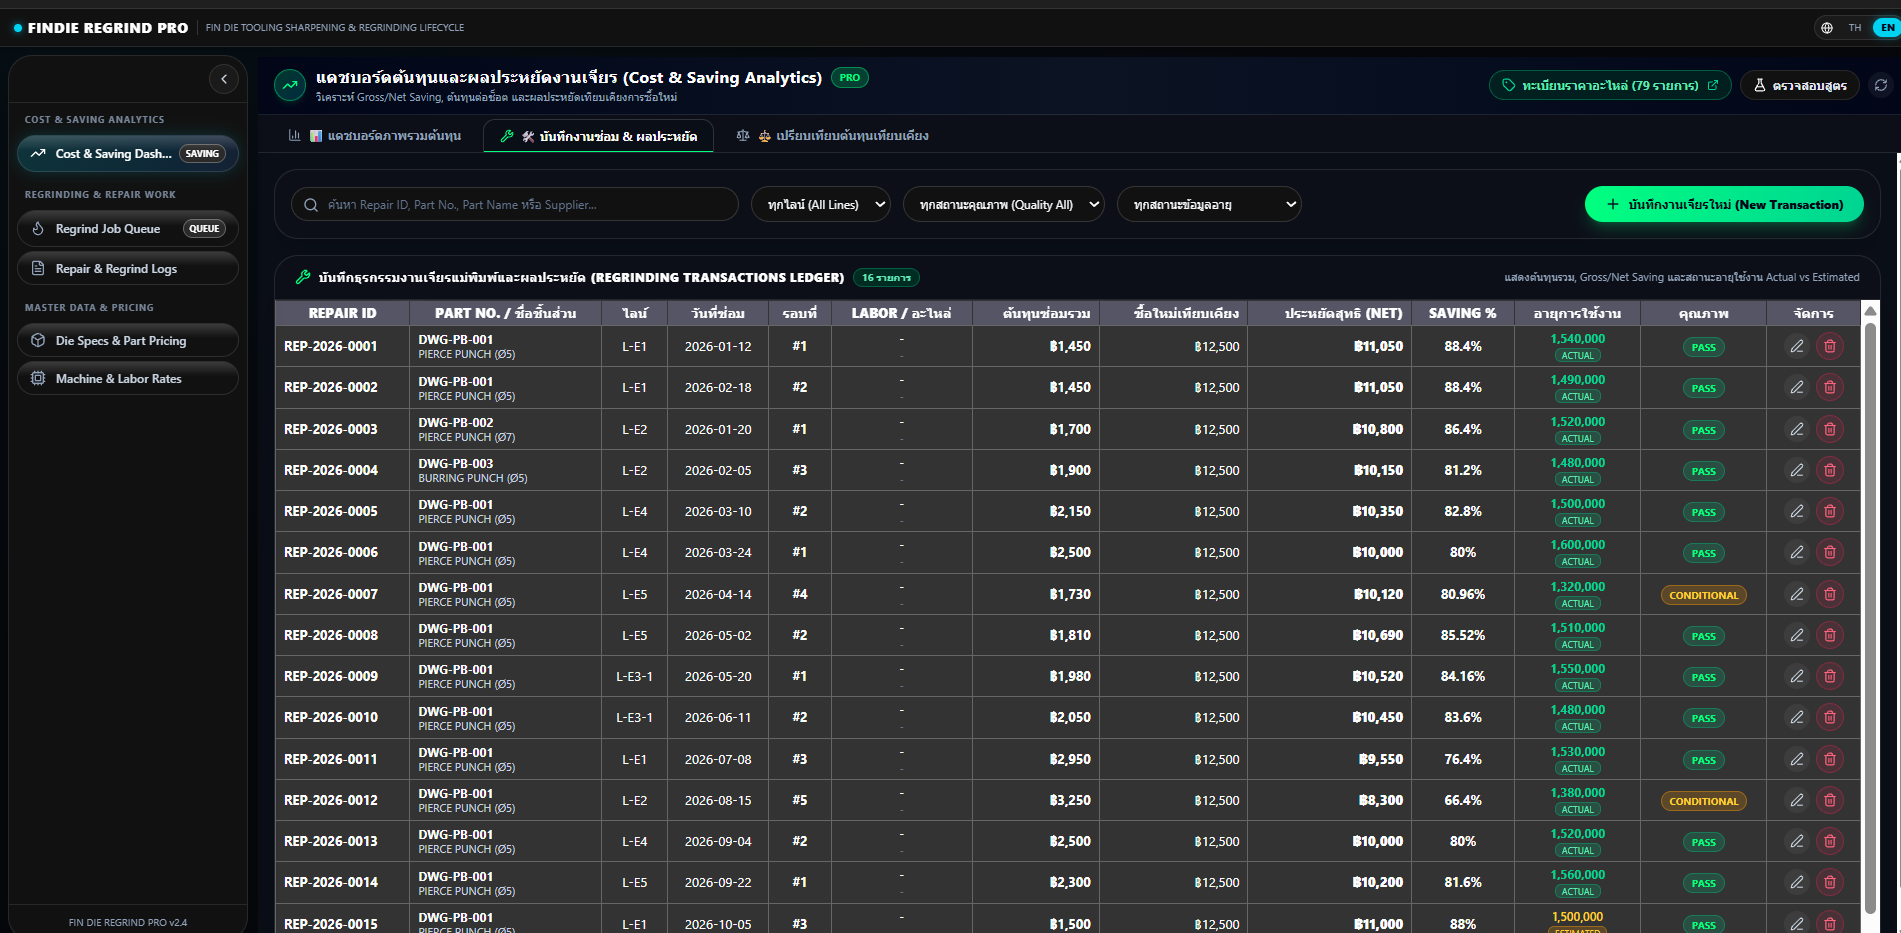 FINDIE REGRIND PRO
FIN DIE TOOLING SHARPENING & REGRINDING LIFECYCLE
TH EN
COST & SAVING ANALYTICS
Cost & Saving Dash... SAVING
REGRINDING & REPAIR WORK
Regrind Job Queue QUEUE
Repair & Regrind Logs
MASTER DATA & PRICING
Die Specs & Part Pricing
Machine & Labor Rates
FIN DIE REGRIND PRO v2.4
แดชบอร์ดต้นทุนและผลประหยัดงานเจียร (Cost & Saving Analytics) PRO
วิเคราะห์ Gross/Net Saving, ต้นทุนต่อช็อต และผลประหยัดเทียบเคียงการซื้อใหม่
ทะเบียนราคาอะไหล่ (79 รายการ)
ตรวจสอบสูตร
📊 แดชบอร์ดภาพรวมต้นทุน
🛠️ บันทึกงานซ่อม & ผลประหยัด
⚖️ เปรียบเทียบต้นทุนเทียบเคียง
ค้นหา Repair ID, Part No., Part Name หรือ Supplier...
ทุกไลน์ (All Lines)
ทุกสถานะคุณภาพ (Quality All)
ทุกสถานะข้อมูลอายุ
+ บันทึกงานเจียรใหม่ (New Transaction)
บันทึกธุรกรรมงานเจียรแม่พิมพ์และผลประหยัด (REGRINDING TRANSACTIONS LEDGER) 16 รายการ
แสดงต้นทุนรวม, Gross/Net Saving และสถานะอายุใช้งาน Actual vs Estimated
REPAIR ID PART NO. / ชื่อชิ้นส่วน ไลน์ วันที่ซ่อม รอบที่ LABOR / อะไหล่ ต้นทุนซ่อมรวม ซื้อใหม่เทียบเคียง ประหยัดสุทธิ (NET) SAVING % อายุการใช้งาน คุณภาพ จัดการ
REP-2026-0001 DWG-PB-001 L-E1 2026-01-12 #1 - ฿1,450 ฿12,500 ฿11,050 88.4% 1,540,000 PASS
PIERCE PUNCH (Ø5) - ACTUAL
REP-2026-0002 DWG-PB-001 L-E1 2026-02-18 #2 - ฿1,450 ฿12,500 ฿11,050 88.4% 1,490,000 PASS
PIERCE PUNCH (Ø5) - ACTUAL
REP-2026-0003 DWG-PB-002 L-E2 2026-01-20 #1 - ฿1,700 ฿12,500 ฿10,800 86.4% 1,520,000 PASS
PIERCE PUNCH (Ø7) - ACTUAL
REP-2026-0004 DWG-PB-003 L-E2 2026-02-05 #3 - ฿1,900 ฿12,500 ฿10,150 81.2% 1,480,000 PASS
BURRING PUNCH (Ø5) - ACTUAL
REP-2026-0005 DWG-PB-001 L-E4 2026-03-10 #2 - ฿2,150 ฿12,500 ฿10,350 82.8% 1,500,000 PASS
PIERCE PUNCH (Ø5) - ACTUAL
REP-2026-0006 DWG-PB-001 L-E4 2026-03-24 #1 - ฿2,500 ฿12,500 ฿10,000 80% 1,600,000 PASS
PIERCE PUNCH (Ø5) - ACTUAL
REP-2026-0007 DWG-PB-001 L-E5 2026-04-14 #4 - ฿1,730 ฿12,500 ฿10,120 80.96% 1,320,000 CONDITIONAL
PIERCE PUNCH (Ø5) - ACTUAL
REP-2026-0008 DWG-PB-001 L-E5 2026-05-02 #2 - ฿1,810 ฿12,500 ฿10,690 85.52% 1,510,000 PASS
PIERCE PUNCH (Ø5) - ACTUAL
REP-2026-0009 DWG-PB-001 L-E3-1 2026-05-20 #1 - ฿1,980 ฿12,500 ฿10,520 84.16% 1,550,000 PASS
PIERCE PUNCH (Ø5) - ACTUAL
REP-2026-0010 DWG-PB-001 L-E3-1 2026-06-11 #2 - ฿2,050 ฿12,500 ฿10,450 83.6% 1,480,000 PASS
PIERCE PUNCH (Ø5) - ACTUAL
REP-2026-0011 DWG-PB-001 L-E1 2026-07-08 #3 - ฿2,950 ฿12,500 ฿9,550 76.4% 1,530,000 PASS
PIERCE PUNCH (Ø5) - ACTUAL
REP-2026-0012 DWG-PB-001 L-E2 2026-08-15 #5 - ฿3,250 ฿12,500 ฿8,300 66.4% 1,380,000 CONDITIONAL
PIERCE PUNCH (Ø5) - ACTUAL
REP-2026-0013 DWG-PB-001 L-E4 2026-09-04 #2 - ฿2,500 ฿12,500 ฿10,000 80% 1,520,000 PASS
PIERCE PUNCH (Ø5) - ACTUAL
REP-2026-0014 DWG-PB-001 L-E5 2026-09-22 #1 - ฿2,300 ฿12,500 ฿10,200 81.6% 1,560,000 PASS
PIERCE PUNCH (Ø5) - ACTUAL
REP-2026-0015 DWG-PB-001 L-E1 2026-10-05 #3 - ฿1,500 ฿12,500 ฿11,000 88% 1,500,000 PASS
PIERCE PUNCH (Ø5) ESTIMATED